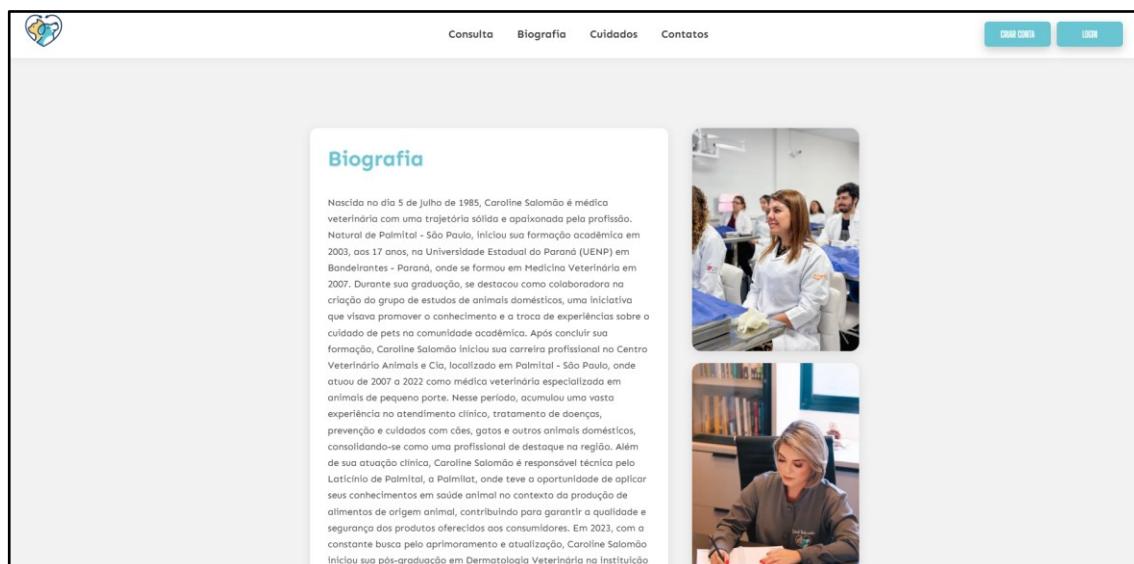 Consulta Biografia Cuidados Contatos
CRIAR CONTA LOGIN
Biografia
Nascida no dia 5 de Julho de 1985, Caroline Salomão é médica
veterinária com uma trajetória sólida e apaixonada pela profissão.
Natural de Palmital - São Paulo, iniciou sua formação acadêmica em
2003, aos 17 anos, na Universidade Estadual do Paraná (UENP) em
Bandeirantes - Paraná, onde se formou em Medicina Veterinária em
2007. Durante sua graduação, se destacou como colaboradora na
criação do grupo de estudos de animais domésticos, uma iniciativa
que visava promover o conhecimento e a troca de experiências sobre o
cuidado de pets na comunidade acadêmica. Após concluir sua
formação, Caroline Salomão iniciou sua carreira profissional no Centro
Veterinário Animais e Cia, localizado em Palmital - São Paulo, onde
atuou de 2007 a 2022 como médica veterinária especializada em
animais de pequeno porte. Nesse período, acumulou uma vasta
experiência no atendimento clínico, tratamento de doenças,
prevenção e cuidados com cães, gatos e outros animais domésticos,
consolidando-se como uma profissional de destaque na região. Além
de sua atuação clínica, Caroline Salomão é responsável técnica pelo
Laticínio de Palmital, a Palmilat, onde teve a oportunidade de aplicar
seus conhecimentos em saúde animal no contexto da produção de
alimentos de origem animal, contribuindo para garantir a qualidade e
segurança dos produtos oferecidos aos consumidores. Em 2023, com a
constante busca pelo aprimoramento e atualização, Caroline Salomão
iniciou sua pós-graduação em Dermatologia Veterinária na instituição